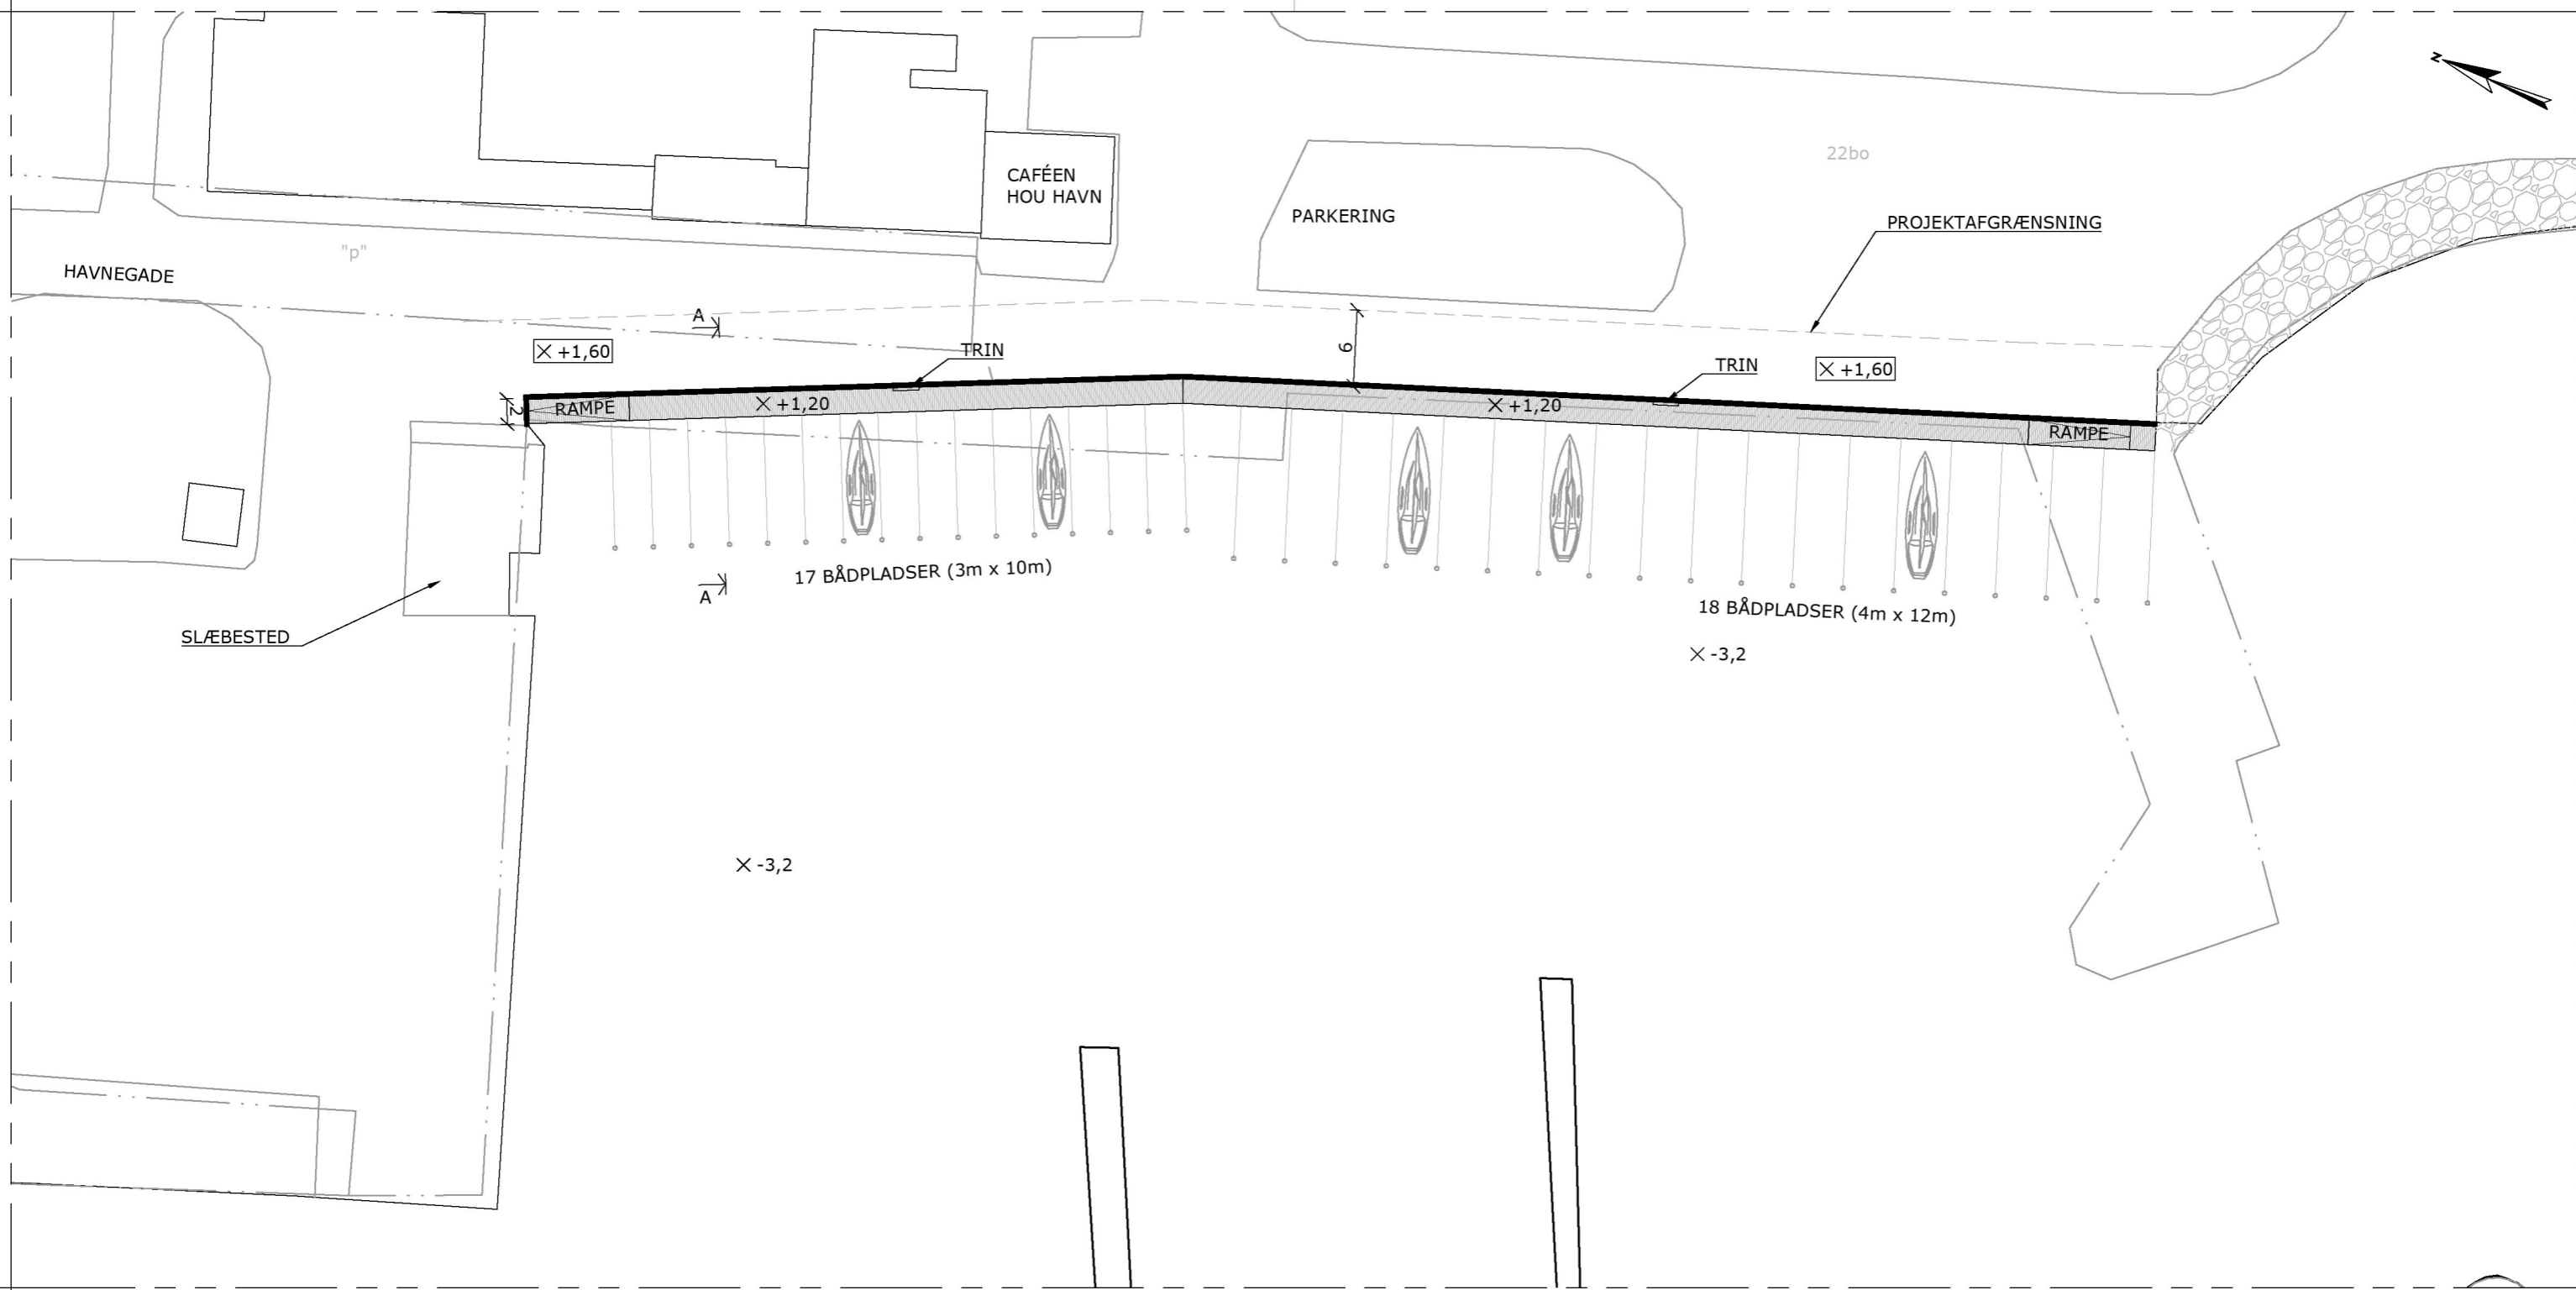 N
CAFÉEN
HOU HAVN
22bo
PARKERING
PROJEKTAFGRÆNSNING
"p"
HAVNEGADE
A
+1,60
TRIN
6
TRIN
+1,60
2
RAMPE
+1,20
+1,20
RAMPE
17 BÅDPLADSER (3m x 10m)
A
18 BÅDPLADSER (4m x 12m)
SLÆBESTED
-3,2
-3,2